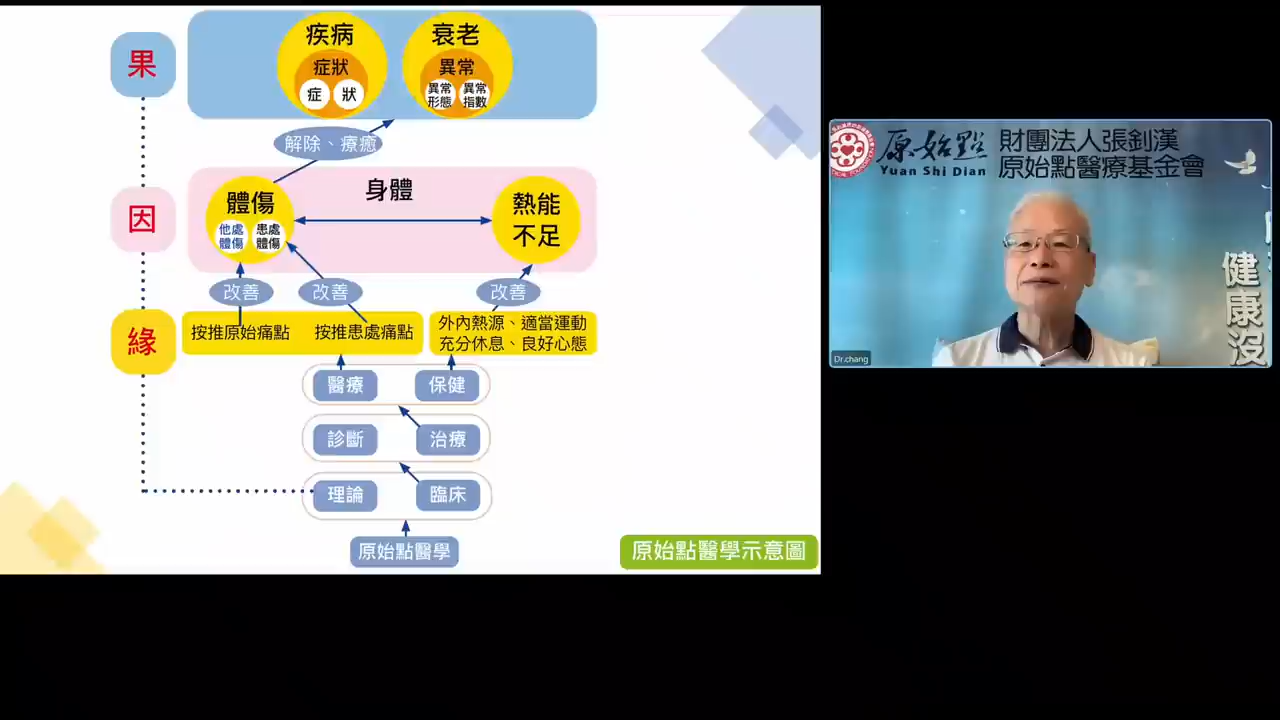 果
疾病
症狀
症
狀
衰老
異常
異常
形態
異常
指數
解除、療癒
因
身體
體傷
他處
體傷
患處
體傷
熱能
不足
改善
改善
改善
緣
按推原始痛點
按推患處痛點
外內熱源、適當運動
充分休息、良好心態
醫療
保健
診斷
治療
理論
臨床
原始點醫學
原始點醫學示意圖
原始點
Yuan Shi Dian
財團法人張釗漢
原始點醫療基金會
健康沒
Dr.chang